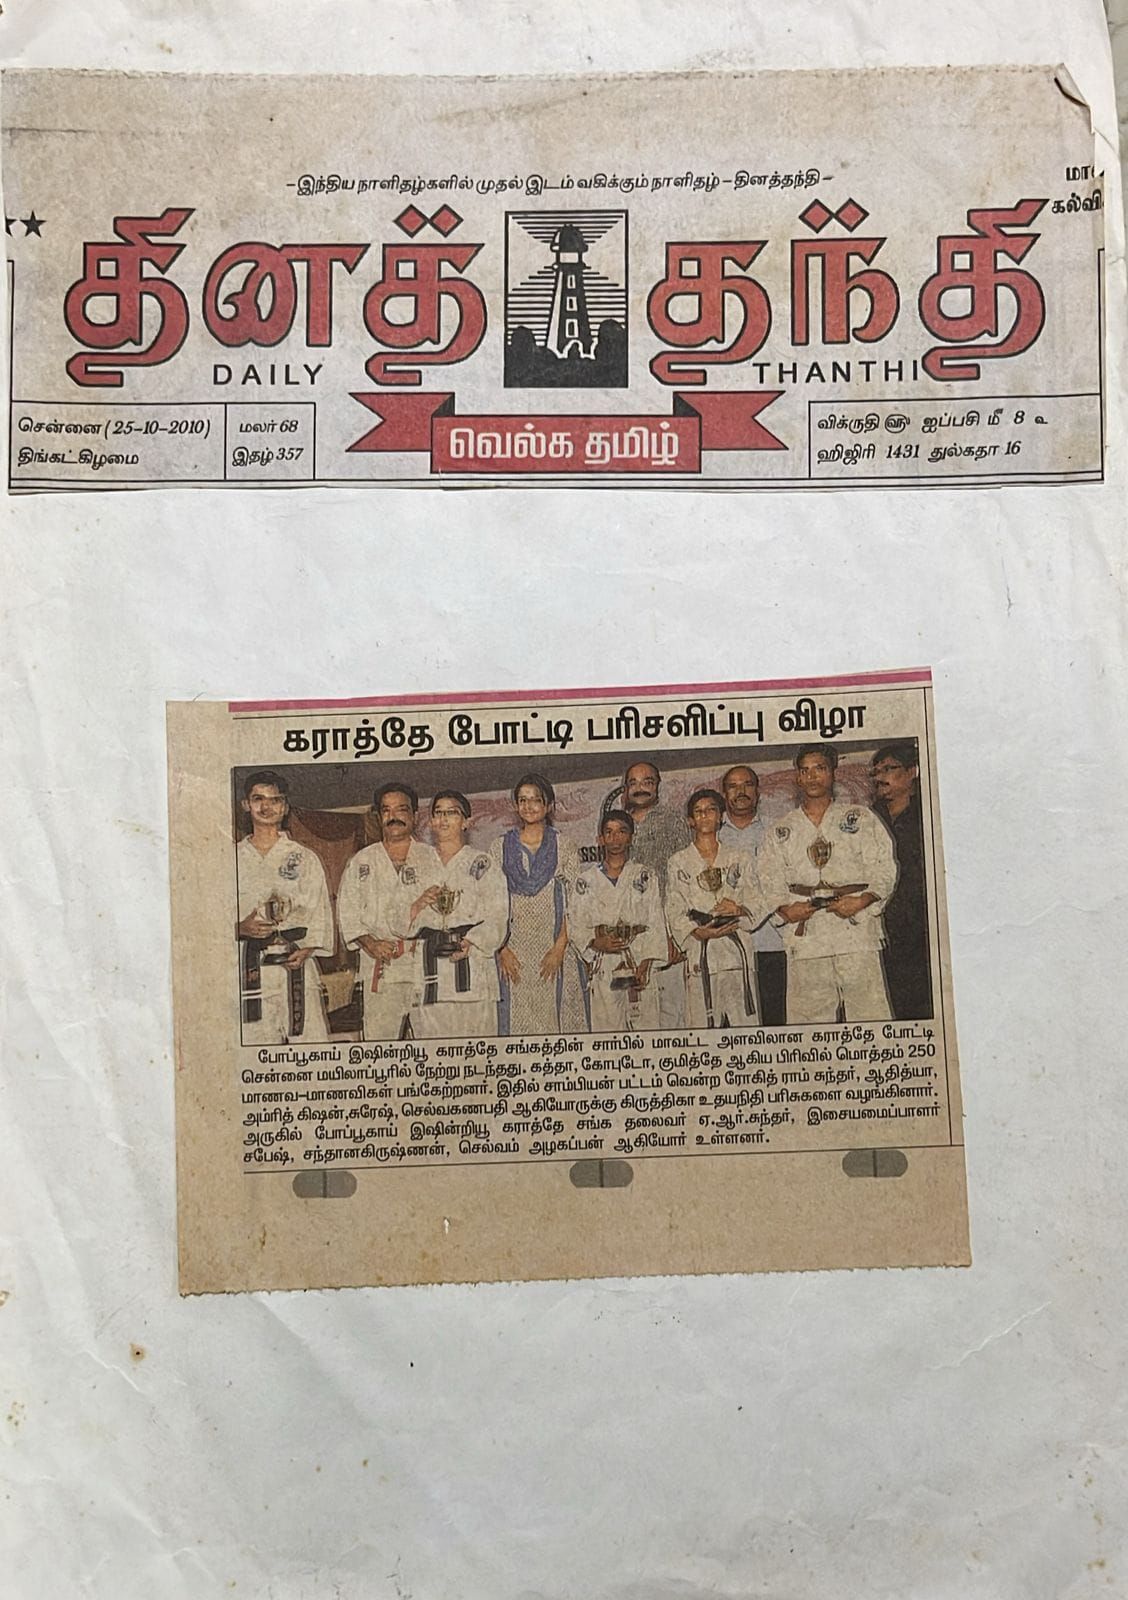 -இந்திய நாளிதழ்களில் முதல் இடம் வகிக்கும் நாளிதழ் – தினத்தந்தி-
கல்வி
தினத் தந்தி
DAILY THANTHI
சென்னை (25-10-2010)
திங்கட்கிழமை
மலர் 68
இதழ் 357
வெல்க தமிழ்
விக்ருதி ௵ ஐப்பசி மீ 8 உ
ஹிஜிரி 1431 துல்கதா 16
கராத்தே போட்டி பரிசளிப்பு விழா
போப்பூகாய் இஷின்றியூ கராத்தே சங்கத்தின் சார்பில் மாவட்ட அளவிலான கராத்தே போட்டி
சென்னை மயிலாப்பூரில் நேற்று நடந்தது. கத்தா, கோபுடோ, குமித்தே ஆகிய பிரிவில் மொத்தம் 250
மாணவ-மாணவிகள் பங்கேற்றனர். இதில் சாம்பியன் பட்டம் வென்ற ரோகித் ராம் சுந்தர், ஆதித்யா,
அம்ரித் கிஷன்,சுரேஷ், செல்வகணபதி ஆகியோருக்கு கிருத்திகா உதயநிதி பரிசுகளை வழங்கினார்.
அருகில் போப்பூகாய் இஷின்றியூ கராத்தே சங்க தலைவர் ஏ.ஆர்.சுந்தர், இசையமைப்பாளர்
சபேஷ், சந்தானகிருஷ்ணன், செல்வம் அழகப்பன் ஆகியோர் உள்ளனர்.